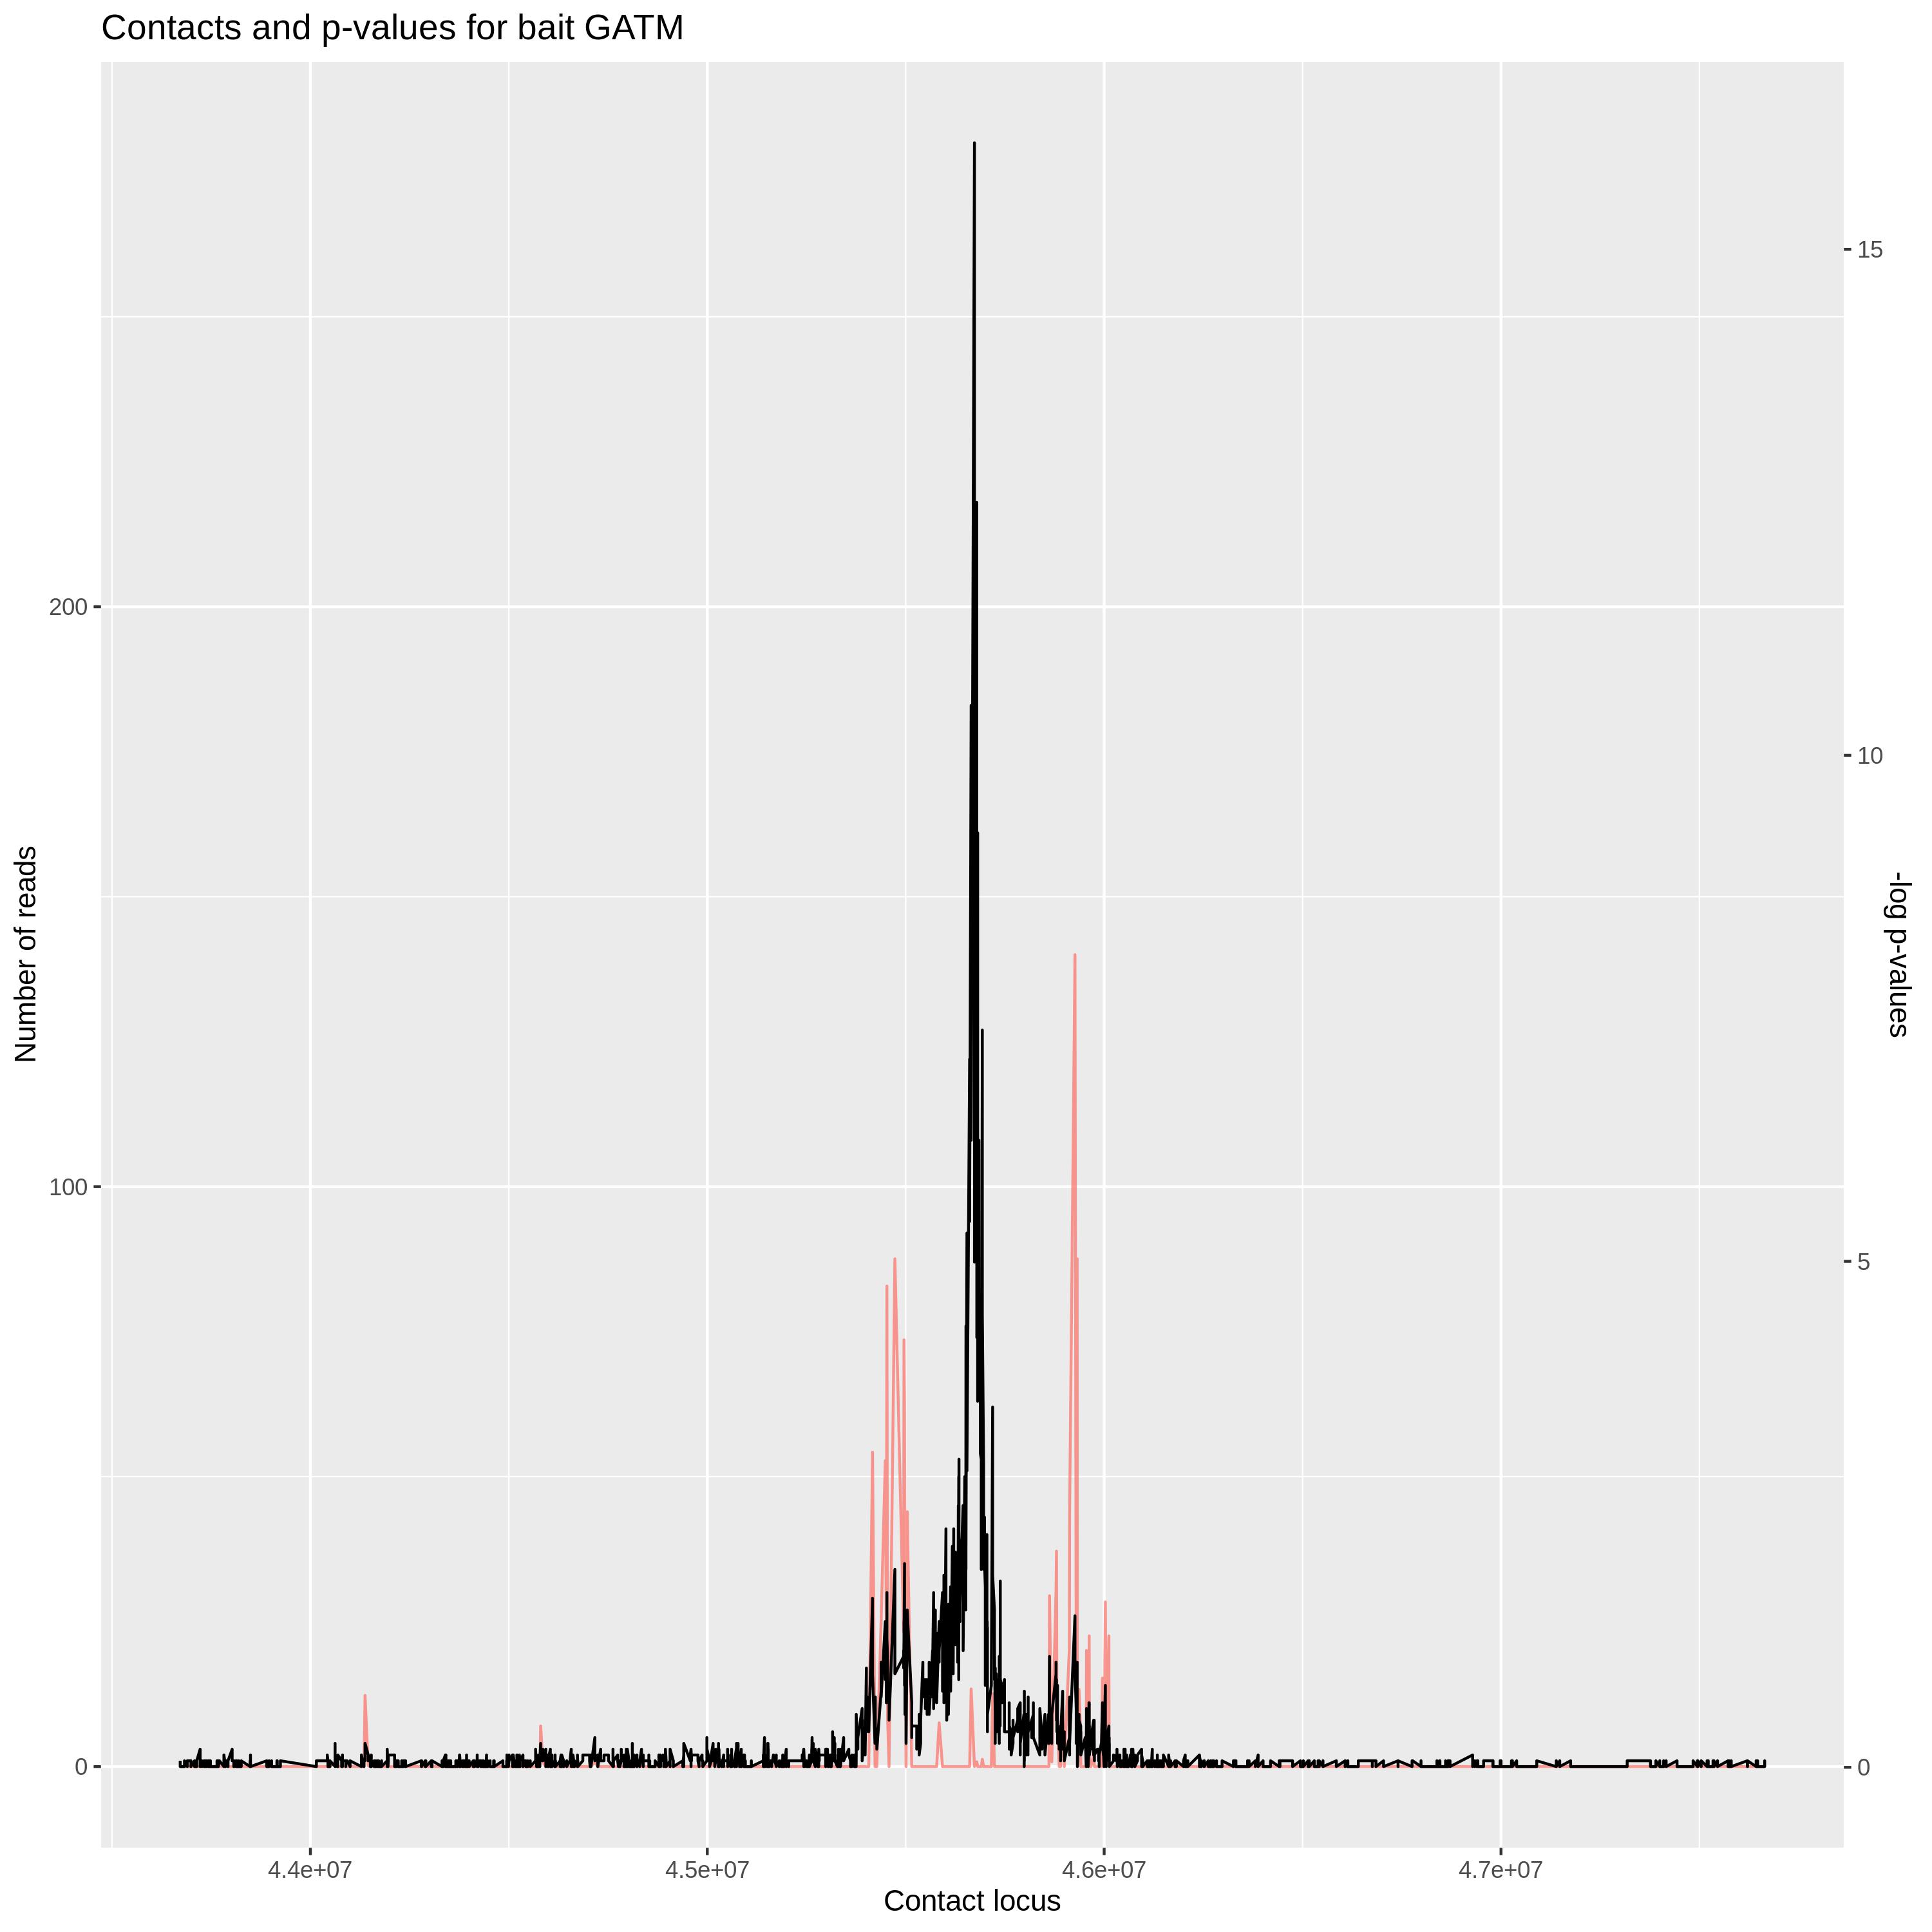 Contacts and p-values for bait GATM
Number of reads
200
100
0
15
10
5
0
-log p-values
4.4e+07
4.5e+07
4.6e+07
4.7e+07
Contact locus